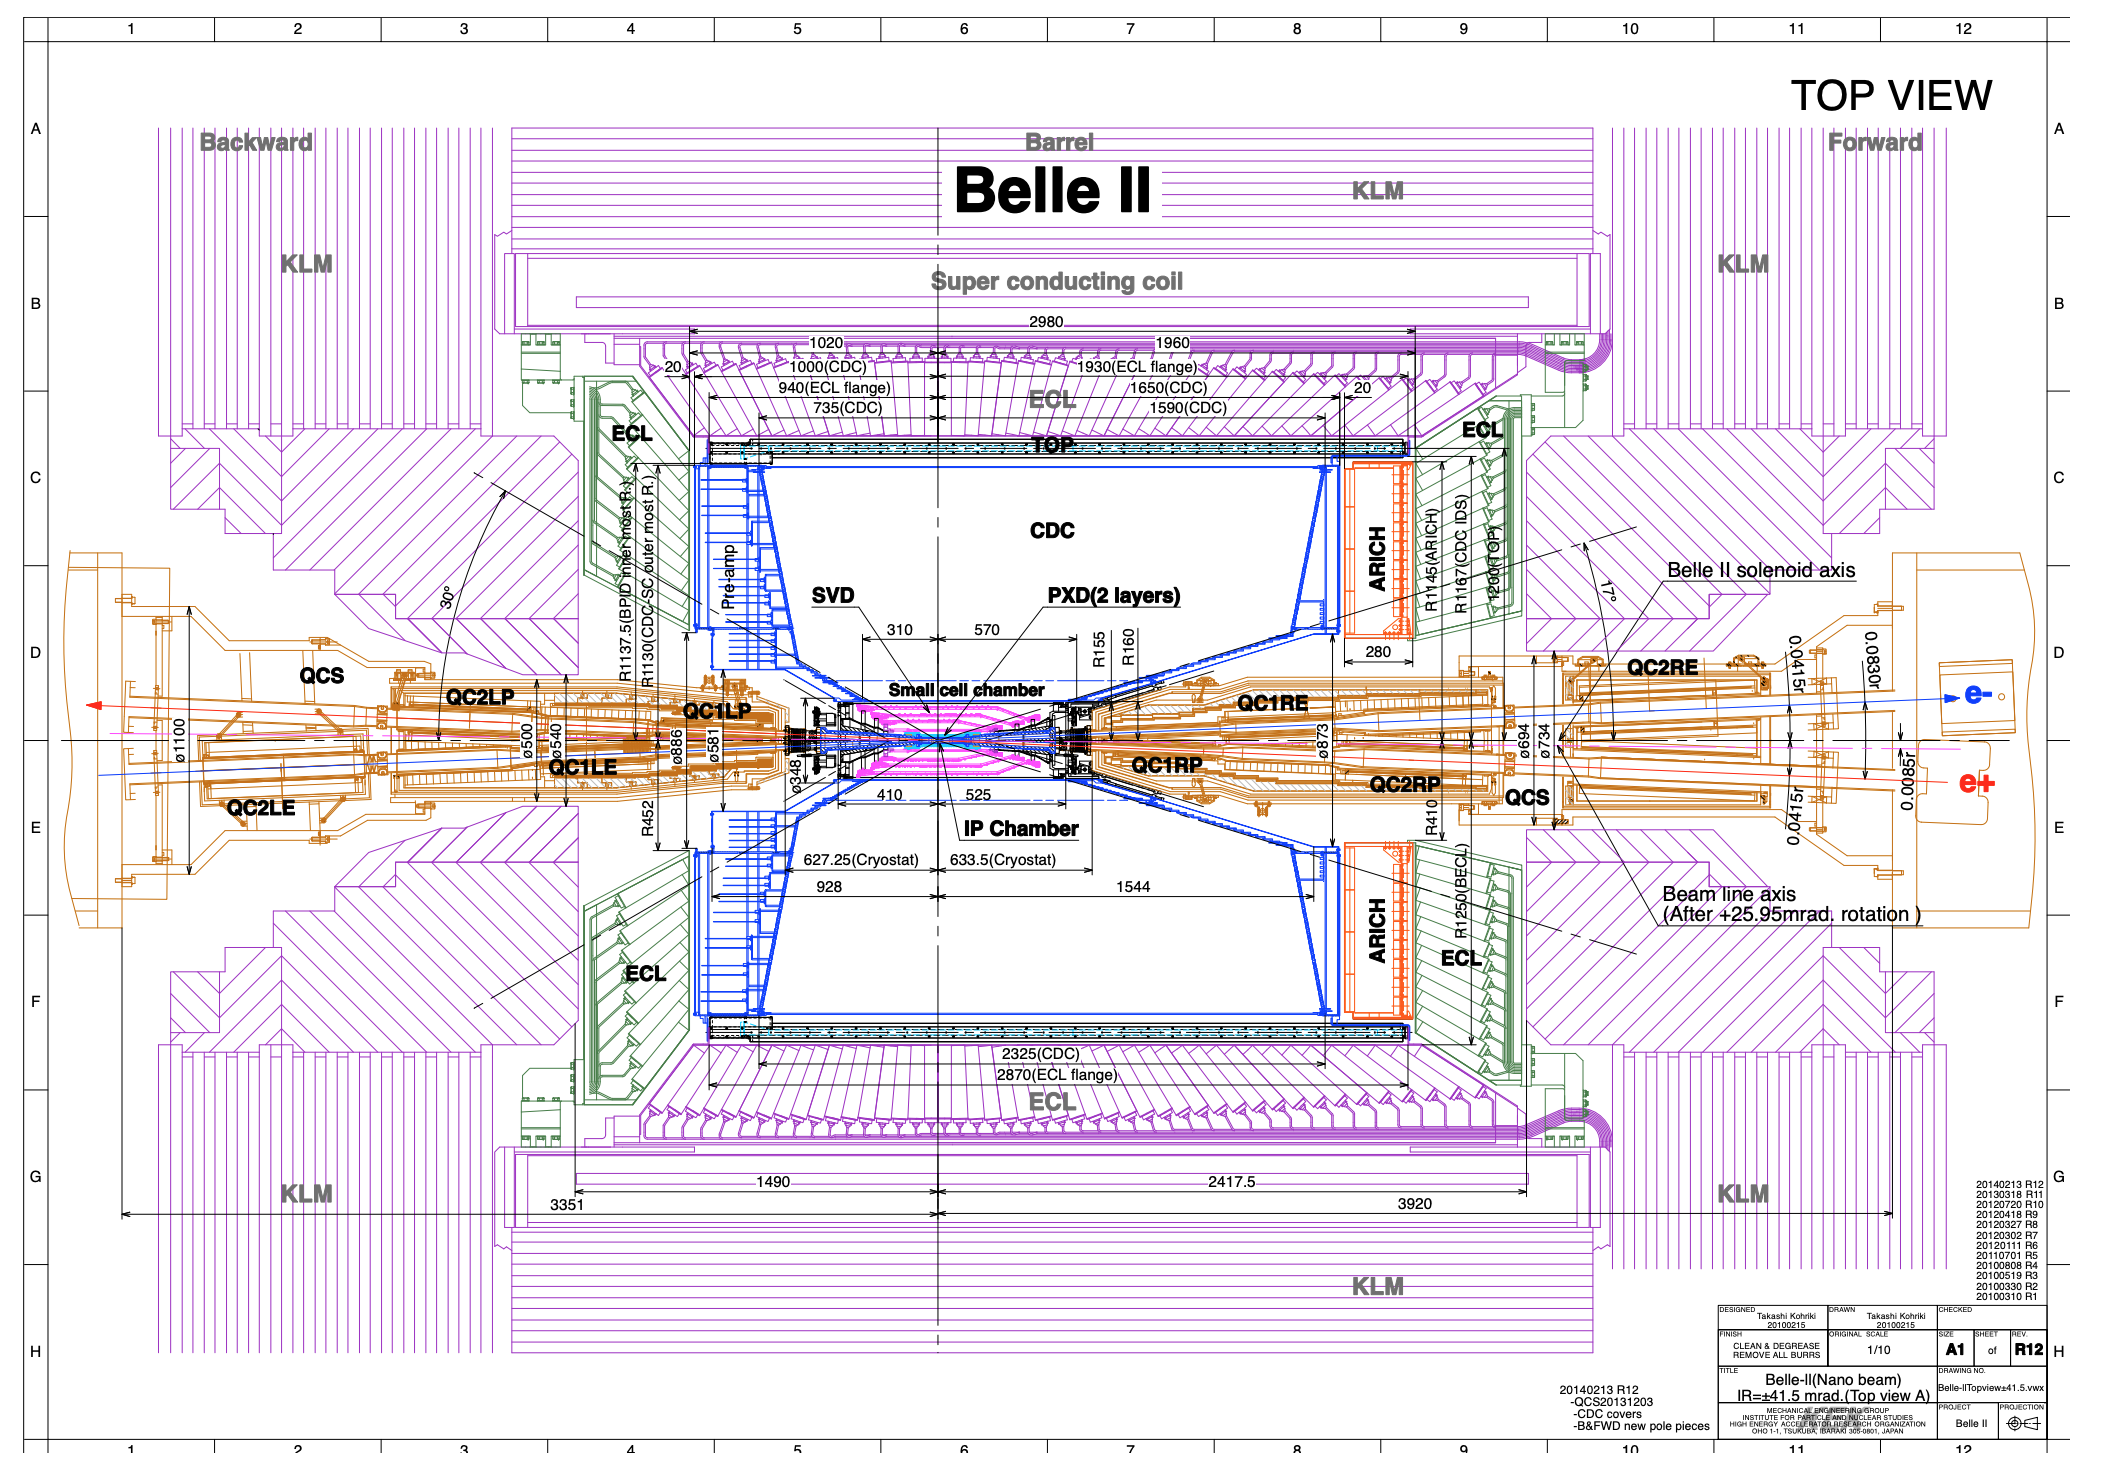 1 2 3 4 5 6 7 8 9 10 11 12
TOP VIEW
A A
Backward Barrel Forward
Belle II
KLM
KLM KLM
Super conducting coil
B B
2980
1020 1960
20 1000(CDC) 1930(ECL flange)
940(ECL flange) 1650(CDC) 20
735(CDC) ECL 1590(CDC)
ECL ECL
TOP
C C
CDC
R1137.5(BPID inner most R.)
R1130(CDC-SC outer most R.)
Pre-amp
ARICH
R1145(ARICH)
R1167(CDC IDS)
1200(TOP)
30°
17°
Belle II solenoid axis
SVD PXD(2 layers)
310 570
R155
R160
280
D D
QCS
QC2LP
QC1LP
Small cell chamber
QC1RE
QC2RE
0.0415r
0.0830r
e-
ø1100
ø500
ø540
ø886
ø581
ø348
ø873
ø694
ø734
QC1LE
QC2LE
QC1RP
QC2RP
QCS
e+
0.0085r
0.0415r
410 525
R452
R410
E E
IP Chamber
627.25(Cryostat) 633.5(Cryostat)
928 1544
R1250(BECL)
Beam line axis
(After +25.95mrad. rotation )
ARICH
ECL ECL
F F
2325(CDC)
2870(ECL flange)
ECL
G G
1490 2417.5
3351 3920
KLM KLM
20140213 R12
20130318 R11
20120720 R10
20120418 R9
20120327 R8
20120302 R7
20120111 R6
20110701 R5
20100808 R4
20100519 R3
20100330 R2
20100310 R1
KLM
H H
DESIGNED DRAWN CHECKED
Takashi Kohriki Takashi Kohriki
20100215 20100215
FINISH ORIGINAL SCALE SIZE SHEET REV.
CLEAN & DEGREASE
REMOVE ALL BURRS
1/10 A1 of R12
TITLE DRAWING NO.
Belle-II(Nano beam)
IR=±41.5 mrad.(Top view A)
Belle-IITopview±41.5.vwx
MECHANICAL ENGINEERING GROUP
INSTITUTE FOR PARTICLE AND NUCLEAR STUDIES
HIGH ENERGY ACCELERATOR RESEARCH ORGANIZATION
OHO 1-1, TSUKUBA, IBARAKI 305-0801, JAPAN
PROJECT PROJECTION
Belle II
20140213 R12
-QCS20131203
-CDC covers
-B&FWD new pole pieces
1 2 3 4 5 6 7 8 9 10 11 12